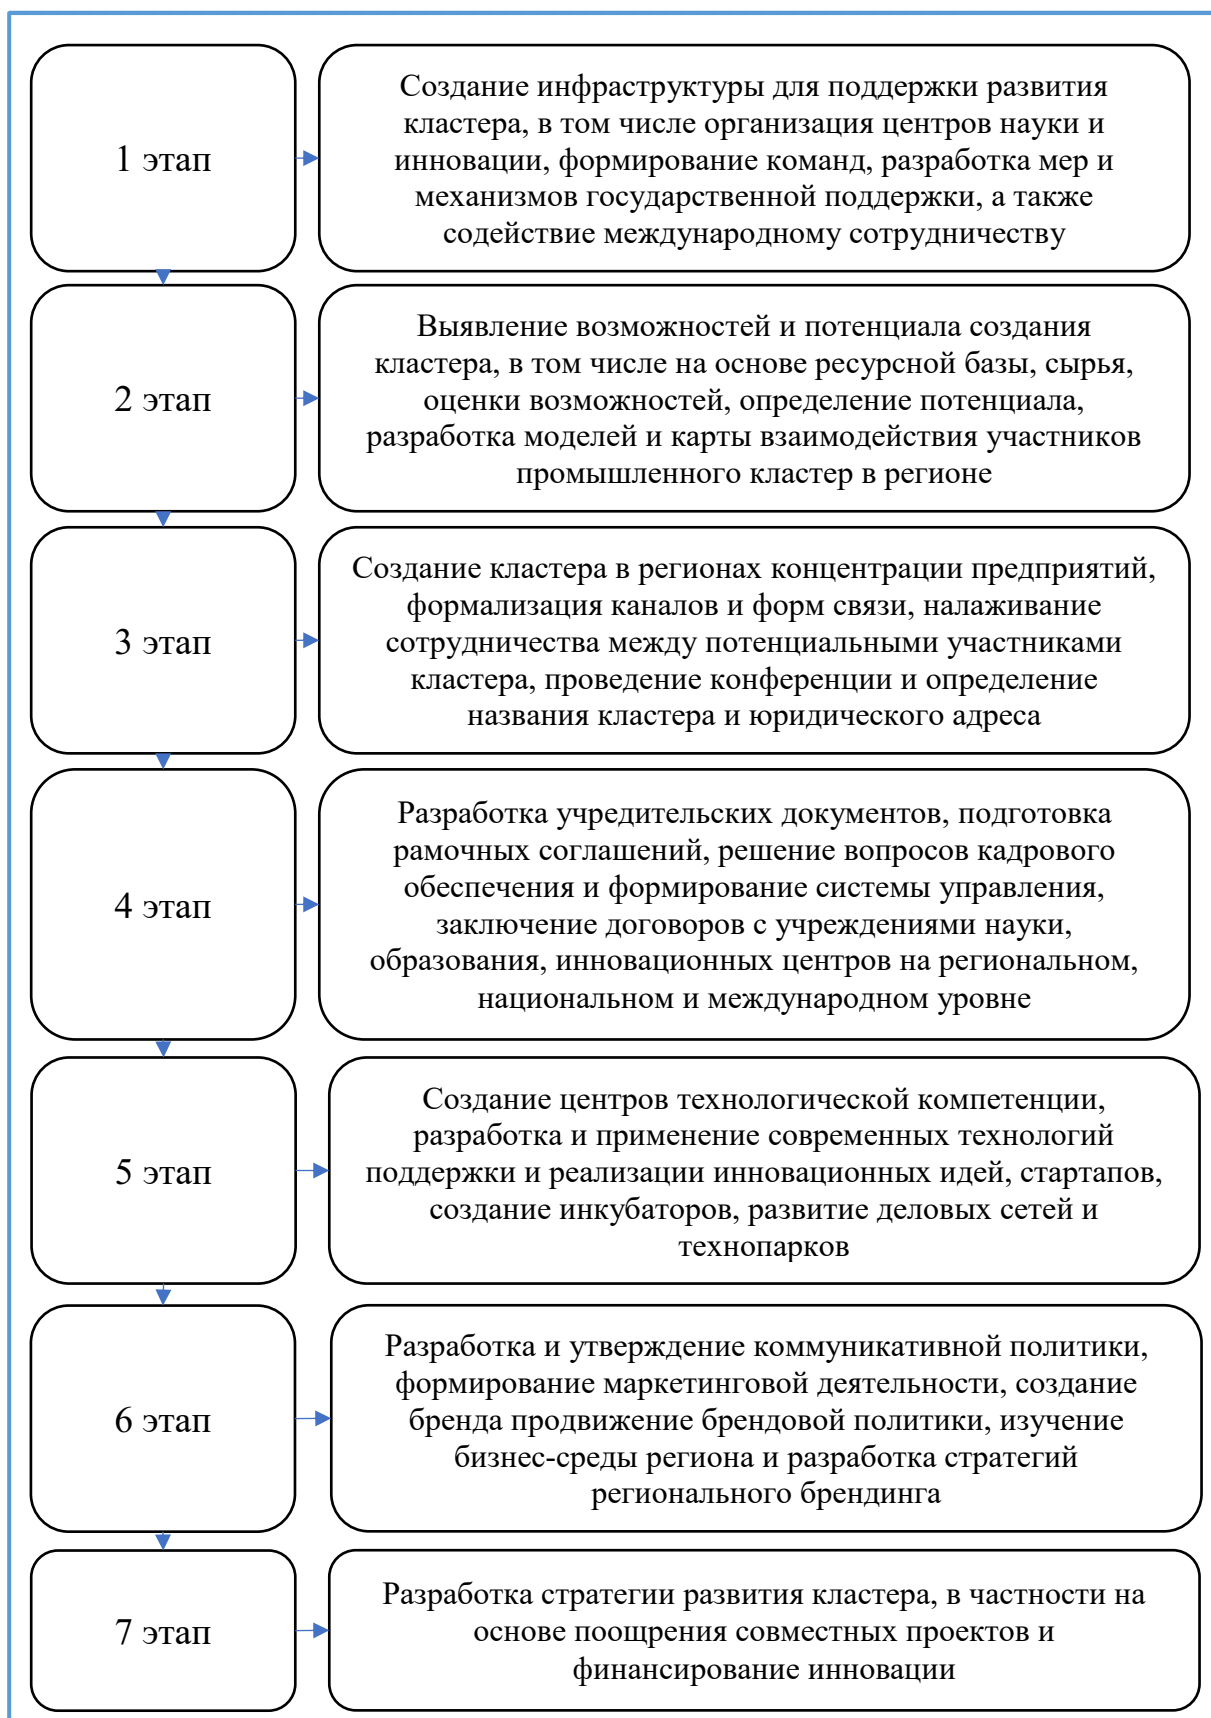 1 этап
Создание инфраструктуры для поддержки развития
кластера, в том числе организация центров науки и
инновации, формирование команд, разработка мер и
механизмов государственной поддержки, а также
содействие международному сотрудничеству
2 этап
Выявление возможностей и потенциала создания
кластера, в том числе на основе ресурсной базы, сырья,
оценки возможностей, определение потенциала,
разработка моделей и карты взаимодействия участников
промышленного кластер в регионе
3 этап
Создание кластера в регионах концентрации предприятий,
формализация каналов и форм связи, налаживание
сотрудничества между потенциальными участниками
кластера, проведение конференции и определение
названия кластера и юридического адреса
4 этап
Разработка учредительских документов, подготовка
рамочных соглашений, решение вопросов кадрового
обеспечения и формирование системы управления,
заключение договоров с учреждениями науки,
образования, инновационных центров на региональном,
национальном и международном уровне
5 этап
Создание центров технологической компетенции,
разработка и применение современных технологий
поддержки и реализации инновационных идей, стартапов,
создание инкубаторов, развитие деловых сетей и
технопарков
6 этап
Разработка и утверждение коммуникативной политики,
формирование маркетинговой деятельности, создание
бренда продвижение брендовой политики, изучение
бизнес-среды региона и разработка стратегий
регионального брендинга
7 этап
Разработка стратегии развития кластера, в частности на
основе поощрения совместных проектов и
финансирование инновации